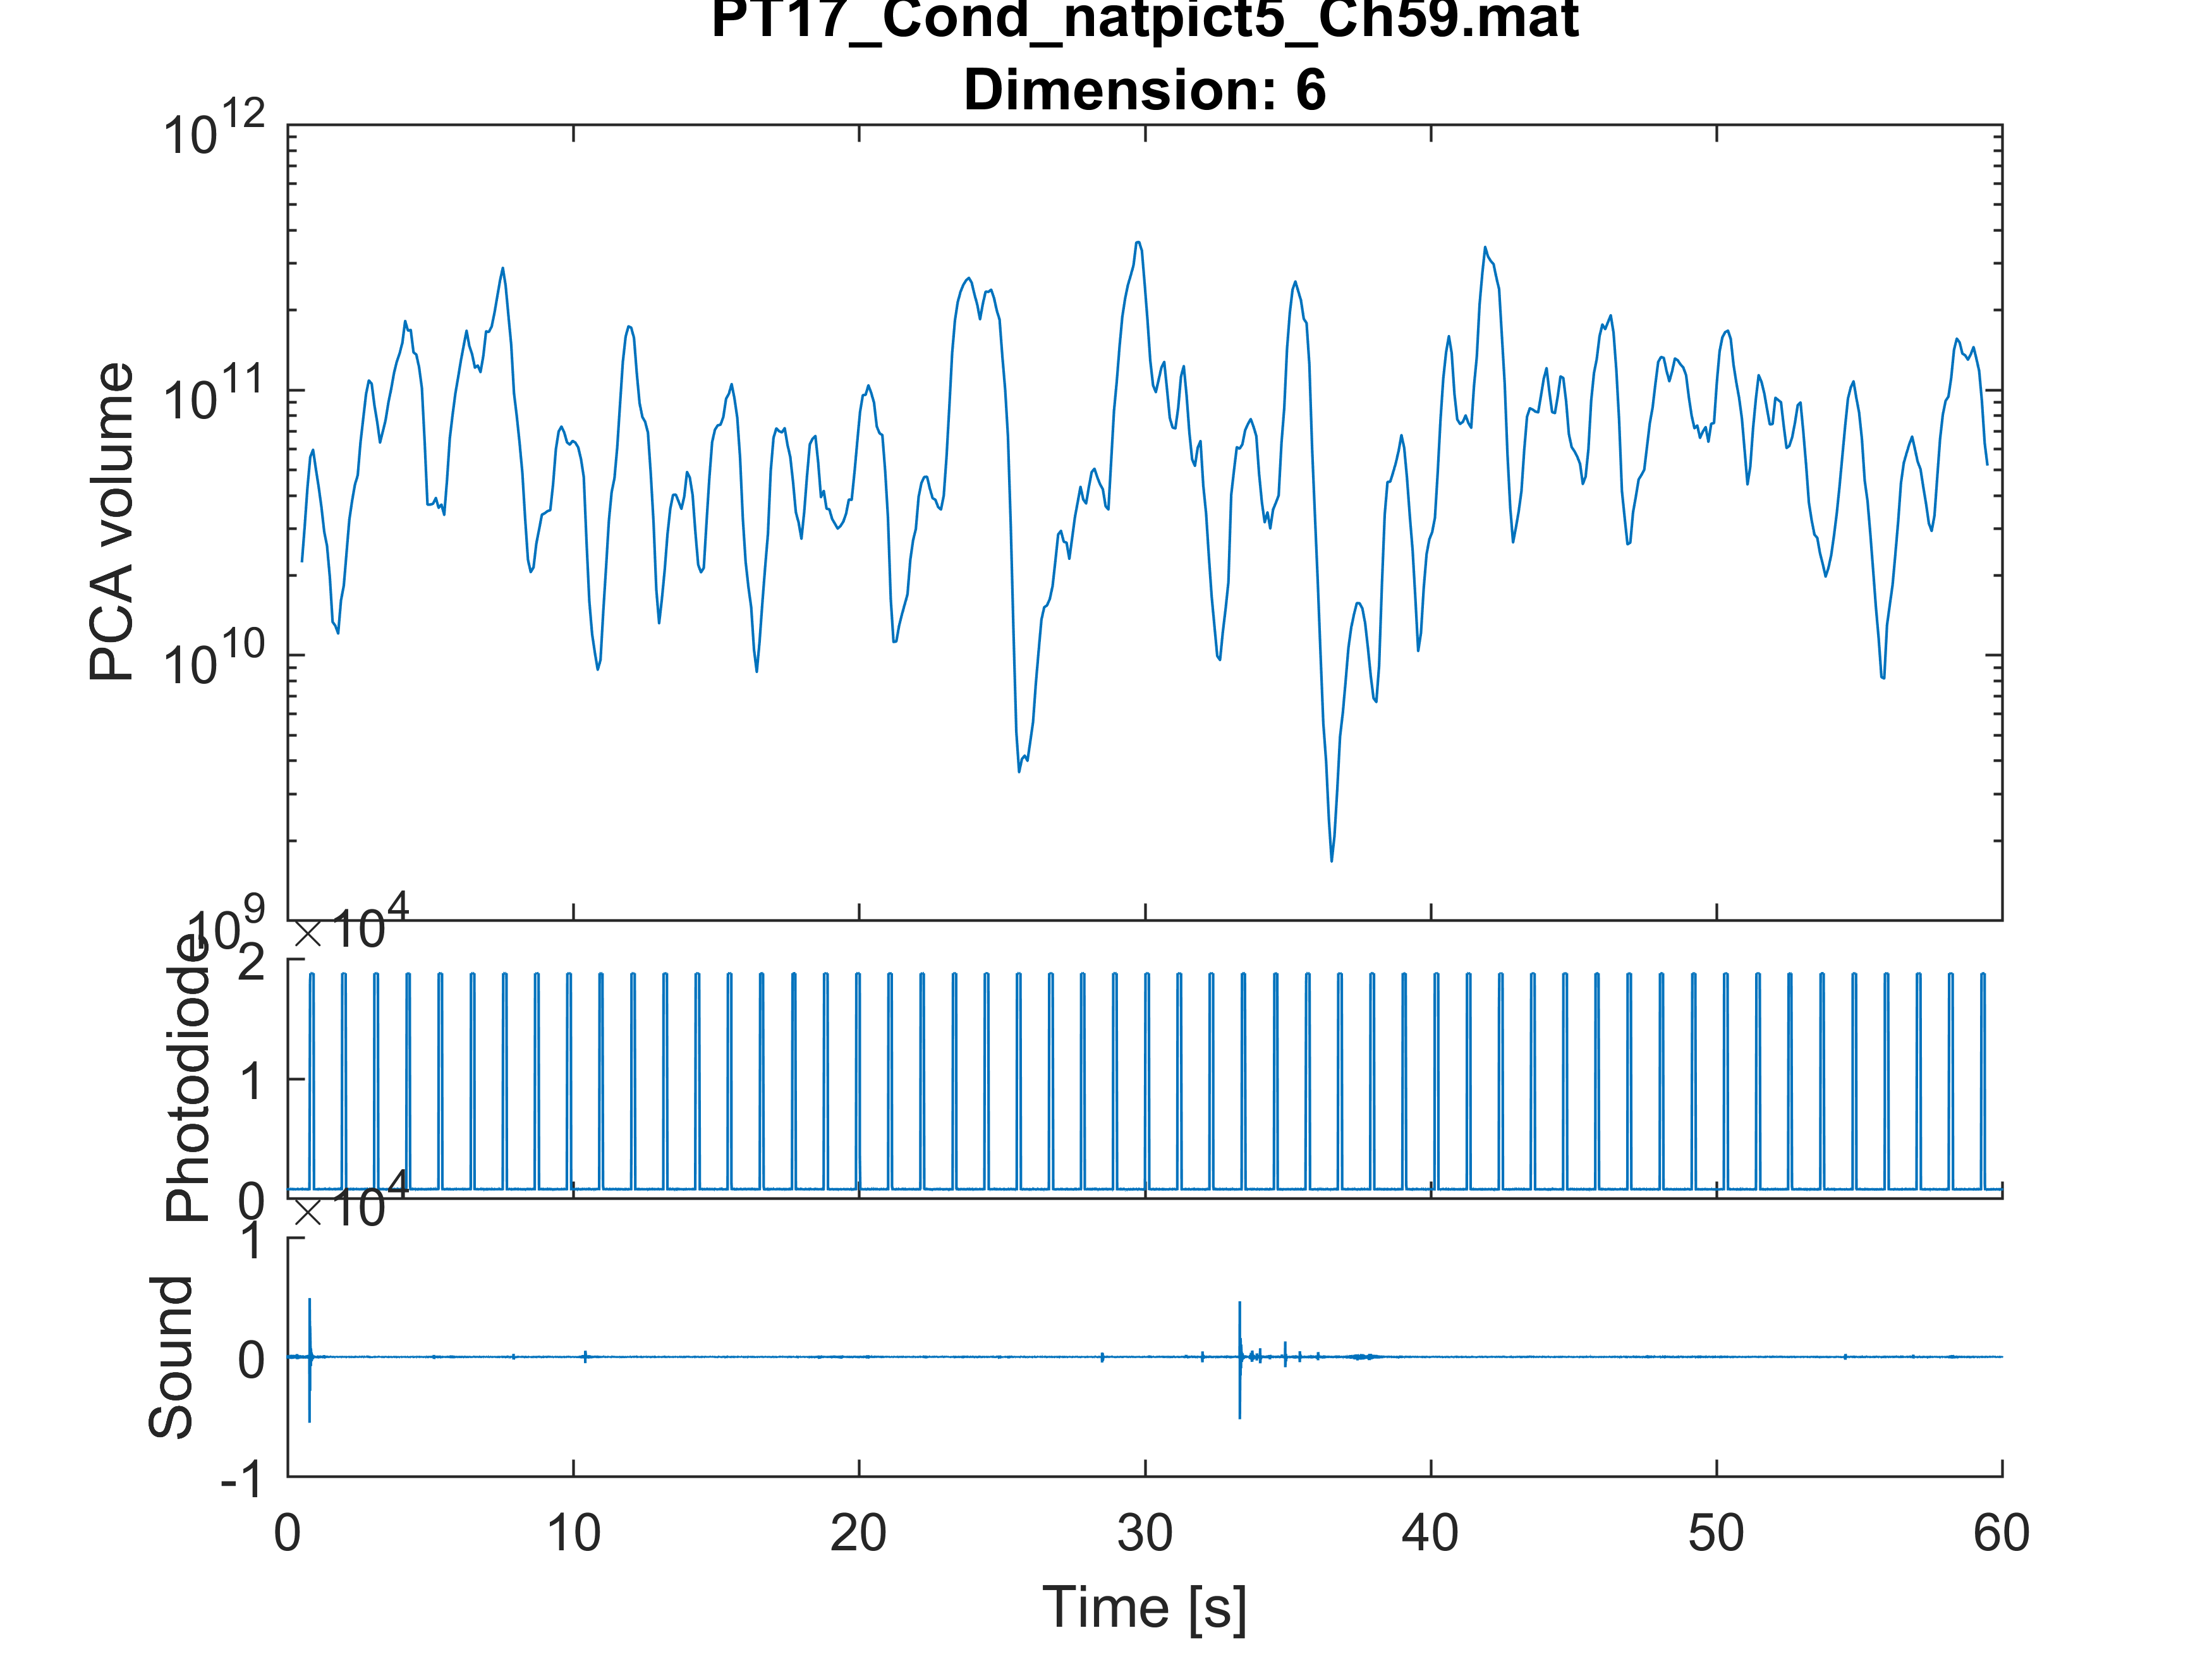 PT17_Cond_natpict5_Ch59.mat
Dimension: 6
10^12
10^11
10^10
10^9
PCA volume
× 10^4
2
1
0
Photodiode
× 10^4
1
0
-1
Sound
0 10 20 30 40 50 60
Time [s]